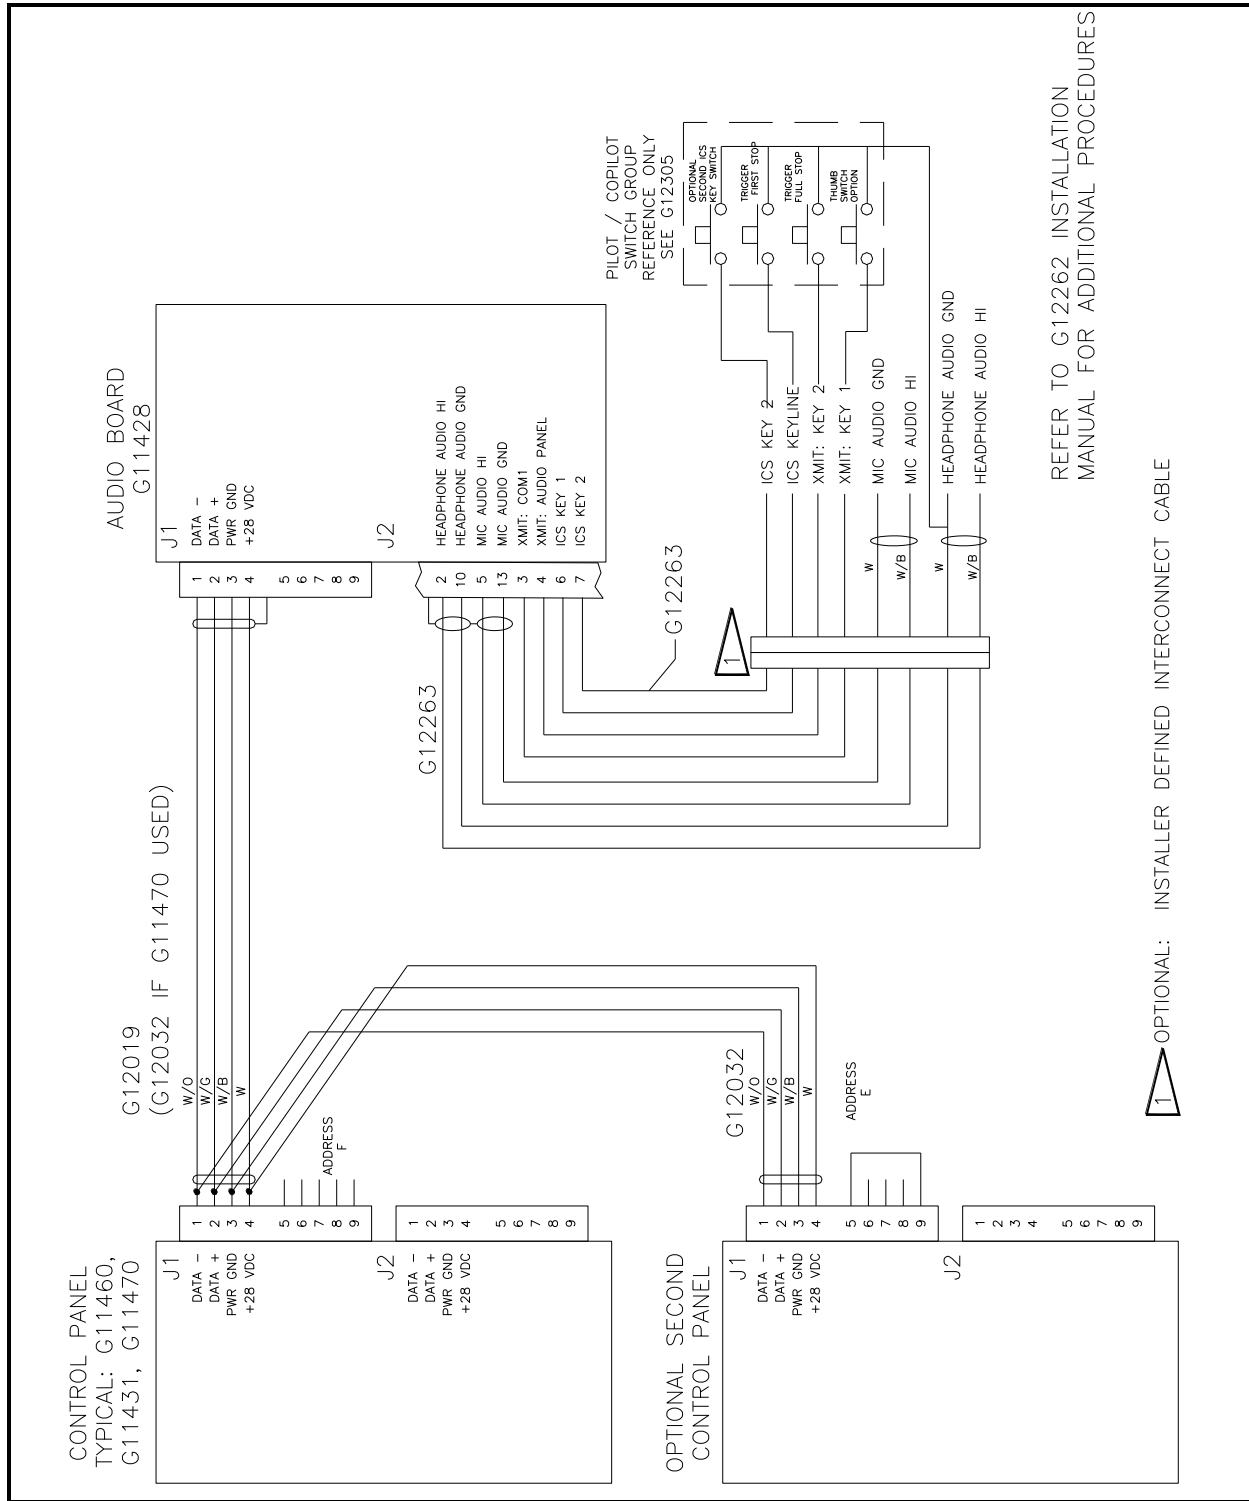 CONTROL PANEL
TYPICAL: G11460,
G11431, G11470
J1
DATA -
DATA +
PWR GND
+28 VDC
1
2
3
4
5
6
7
8
9
ADDRESS
F
J2
DATA -
DATA +
PWR GND
+28 VDC
1
2
3
4
5
6
7
8
9
G12019
(G12032 IF G11470 USED)
W/O
W/G
W/B
W
AUDIO BOARD
G11428
J1
DATA -
DATA +
PWR GND
+28 VDC
1
2
3
4
5
6
7
8
9
J2
HEADPHONE AUDIO HI
HEADPHONE AUDIO GND
MIC AUDIO HI
MIC AUDIO GND
XMIT: COM1
XMIT: AUDIO PANEL
ICS KEY 1
ICS KEY 2
2
10
5
13
3
4
6
7
G12263
G12263
OPTIONAL SECOND
CONTROL PANEL
J1
DATA -
DATA +
PWR GND
+28 VDC
1
2
3
4
5
6
7
8
9
G12032
W/O
W/G
W/B
W
ADDRESS
E
J2
1
2
3
4
5
6
7
8
9
PILOT / COPILOT
SWITCH GROUP
REFERENCE ONLY
SEE G12305
OPTIONAL
SECOND ICS
KEY SWITCH
TRIGGER
FIRST STOP
TRIGGER
FULL STOP
THUMB
SWITCH
OPTION
1
ICS KEY 2
ICS KEYLINE
XMIT: KEY 2
XMIT: KEY 1
MIC AUDIO GND
MIC AUDIO HI
HEADPHONE AUDIO GND
HEADPHONE AUDIO HI
W
W/B
W
W/B
REFER TO G12262 INSTALLATION
MANUAL FOR ADDITIONAL PROCEDURES
1 OPTIONAL: INSTALLER DEFINED INTERCONNECT CABLE